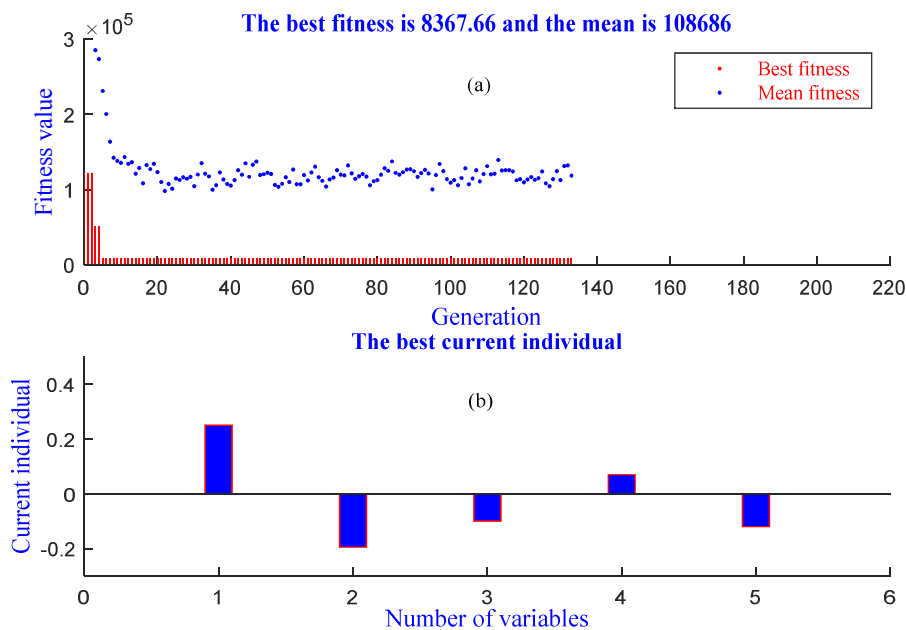 The best fitness is 8367.66 and the mean is 108686
×10^5
3
2
1
0
Fitness value
(a)
Best fitness
Mean fitness
0 20 40 60 80 100 120 140 160 180 200 220
Generation
The best current individual
0.4
0.2
0
-0.2
Current individual
(b)
0 1 2 3 4 5 6
Number of variables